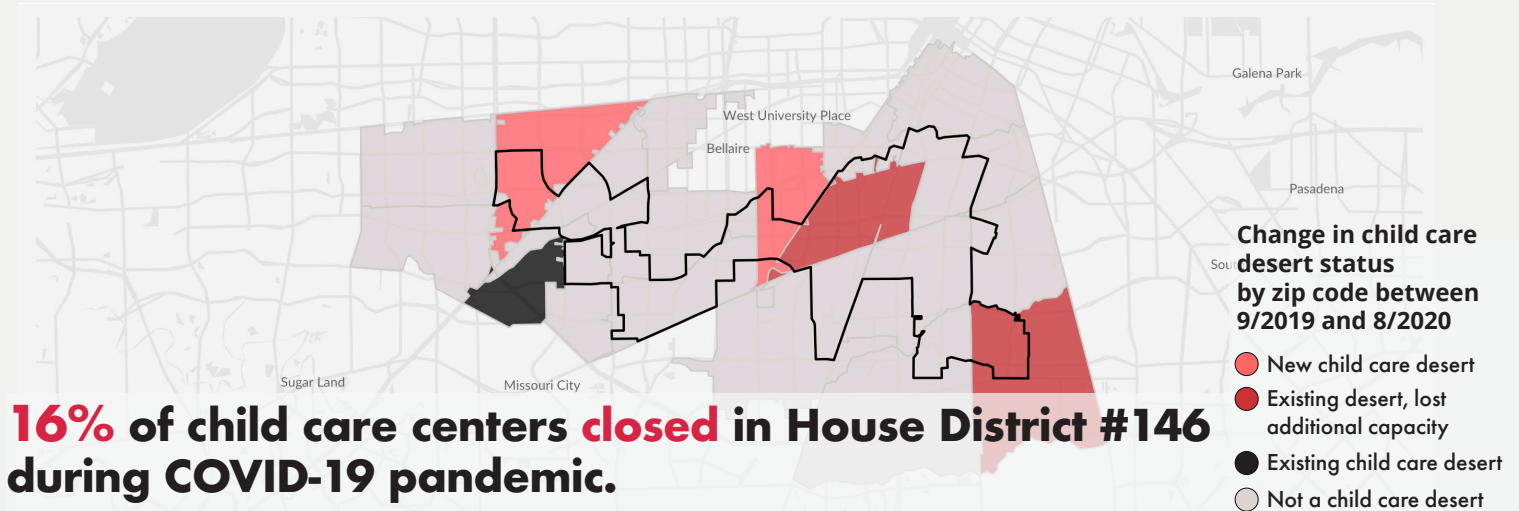 Galena Park
West University Place
Bellaire
Pasadena
Change in child care
desert status
by zip code between
9/2019 and 8/2020
New child care desert
Existing desert, lost
additional capacity
Existing child care desert
Not a child care desert
Sugar Land
Missouri City
16% of child care centers closed in House District #146
during COVID-19 pandemic.